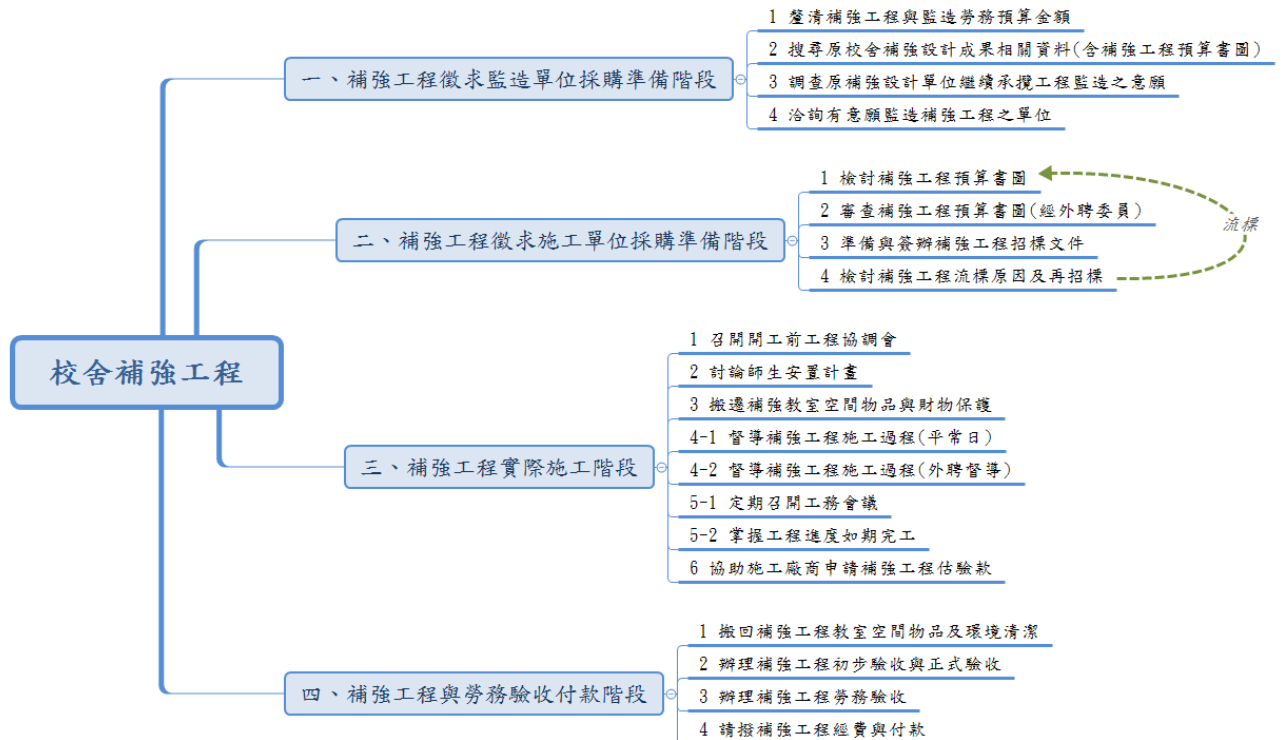 校舍補強工程
一、補強工程徵求監造單位採購準備階段
1 釐清補強工程與監造勞務預算金額
2 搜尋原校舍補強設計成果相關資料(含補強工程預算書圖)
3 調查原補強設計單位繼續承攬工程監造之意願
4 洽詢有意願監造補強工程之單位
二、補強工程徵求施工單位採購準備階段
1 檢討補強工程預算書圖
2 審查補強工程預算書圖(經外聘委員)
3 準備與簽辦補強工程招標文件
4 檢討補強工程流標原因及再招標
流標
三、補強工程實際施工階段
1 召開開工前工程協調會
2 討論師生安置計畫
3 搬遷補強教室空間物品與財物保護
4-1 督導補強工程施工過程(平常日)
4-2 督導補強工程施工過程(外聘督導)
5-1 定期召開工務會議
5-2 掌握工程進度如期完工
6 協助施工廠商申請補強工程估驗款
四、補強工程與勞務驗收付款階段
1 搬回補強工程教室空間物品及環境清潔
2 辦理補強工程初步驗收與正式驗收
3 辦理補強工程勞務驗收
4 請撥補強工程經費與付款